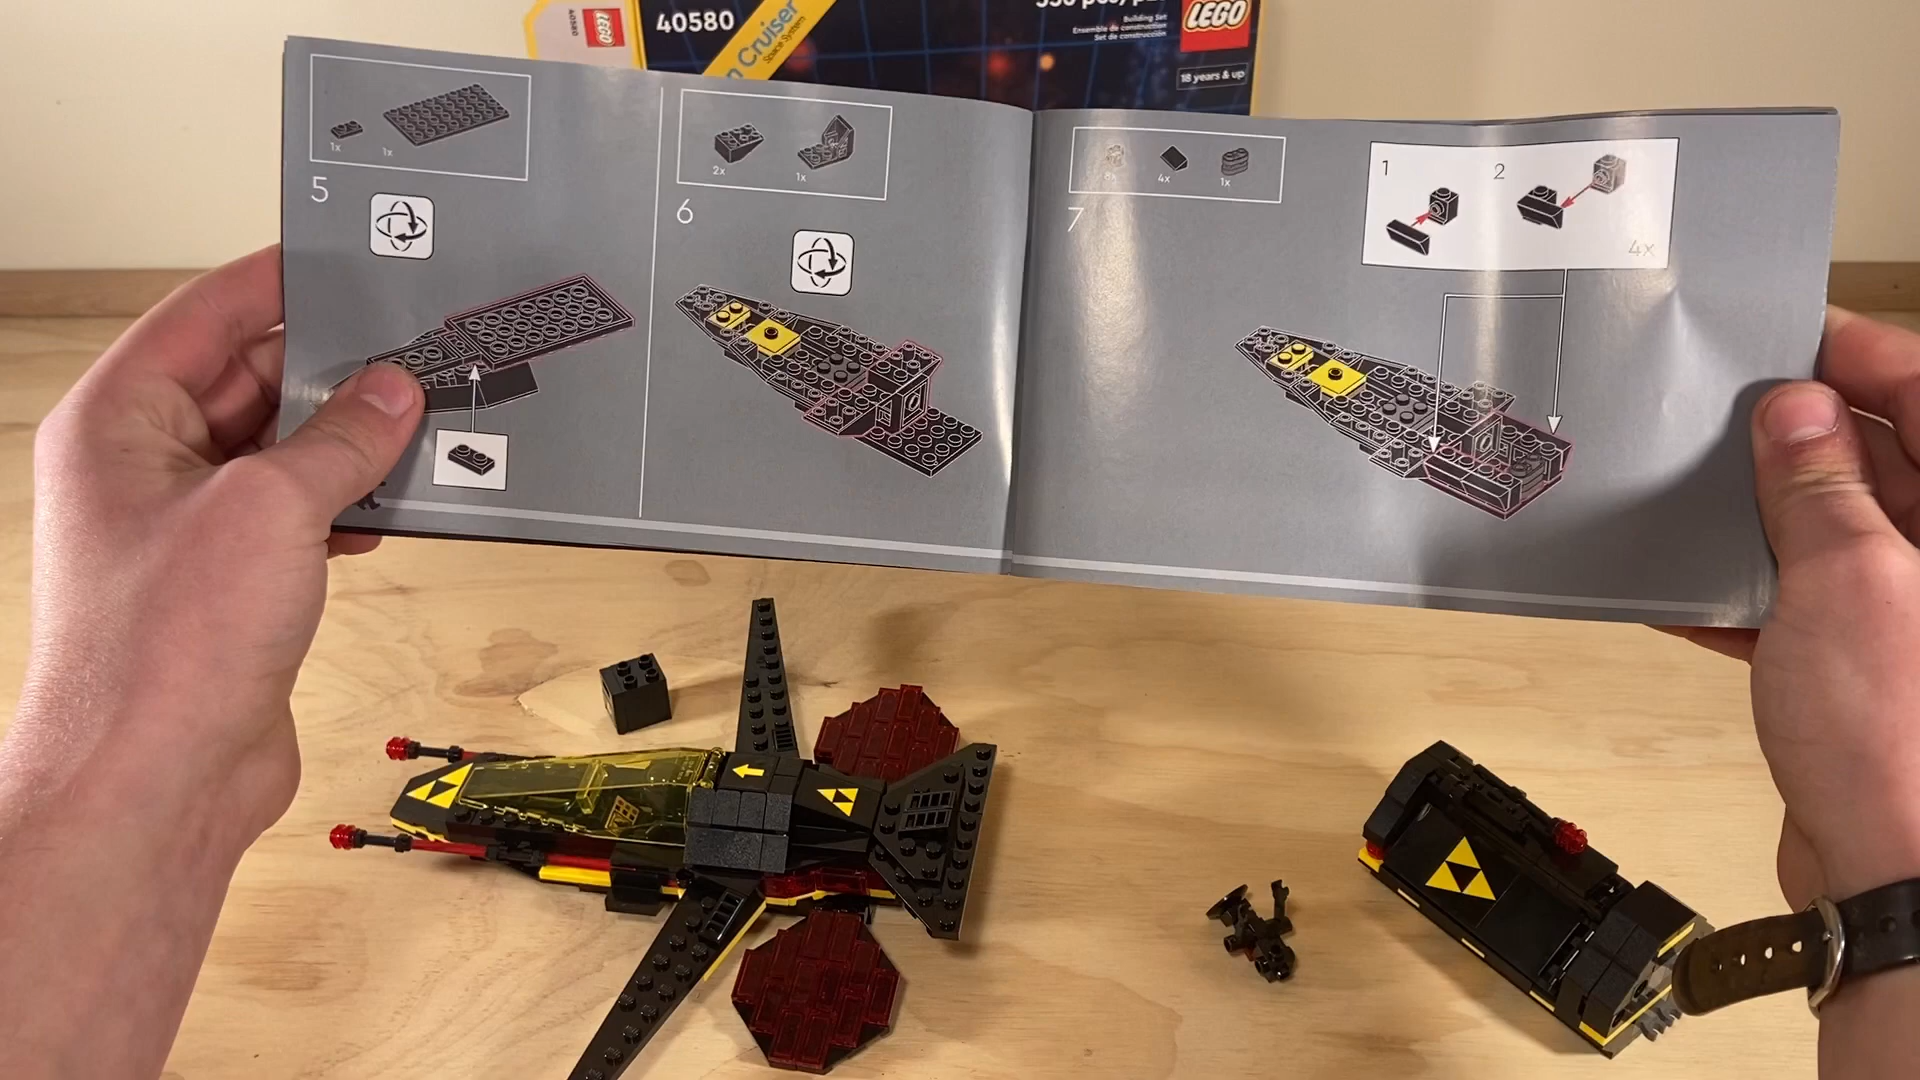 40580
LEGO
40580
n Cruiser
Space System
Building Set
Ensemble de construction
Set de construcción
LEGO
18 years & up
1x
1x
5
2x
1x
6
4x
1x
7
1
2
4x